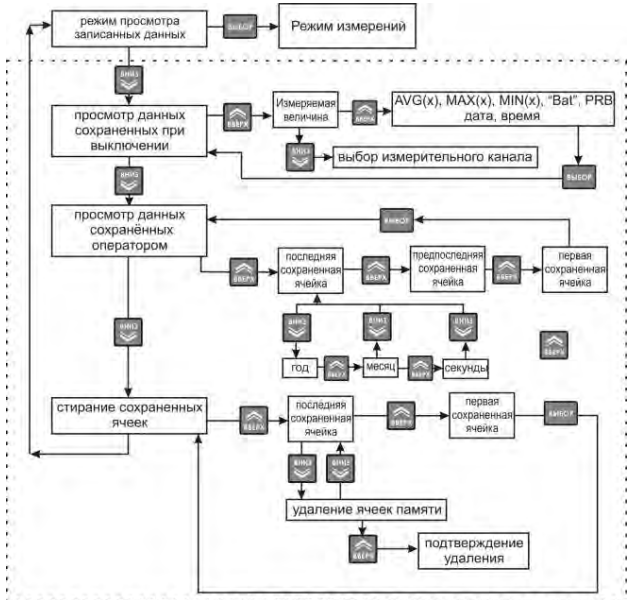 режим просмотра
записанных данных
ВЫБОР
Режим измерений
ВНИЗ
просмотр данных
сохраненных при
выключении
ВВЕРХ
Измеряемая
величина
ВВЕРХ
AVG(x), MAX(x), MIN(x), "Bat", PRB
дата, время
ВНИЗ
выбор измерительного канала
ВЫБОР
ВНИЗ
просмотр данных
сохранённых
оператором
ВЫБОР
ВВЕРХ
последняя
сохраненная
ячейка
ВВЕРХ
предпоследняя
сохраненная
ячейка
ВВЕРХ
первая
сохраненная
ячейка
ВНИЗ
ВНИЗ
ВНИЗ
ВНИЗ
ВВЕРХ
год
ВВЕРХ
месяц
ВВЕРХ
секунды
стирание сохраненных
ячеек
ВВЕРХ
последняя
сохраненная
ячейка
ВВЕРХ
первая
сохраненная
ячейка
ВЫБОР
ВНИЗ
ВНИЗ
удаление ячеек памяти
ВВЕРХ
подтверждение
удаления